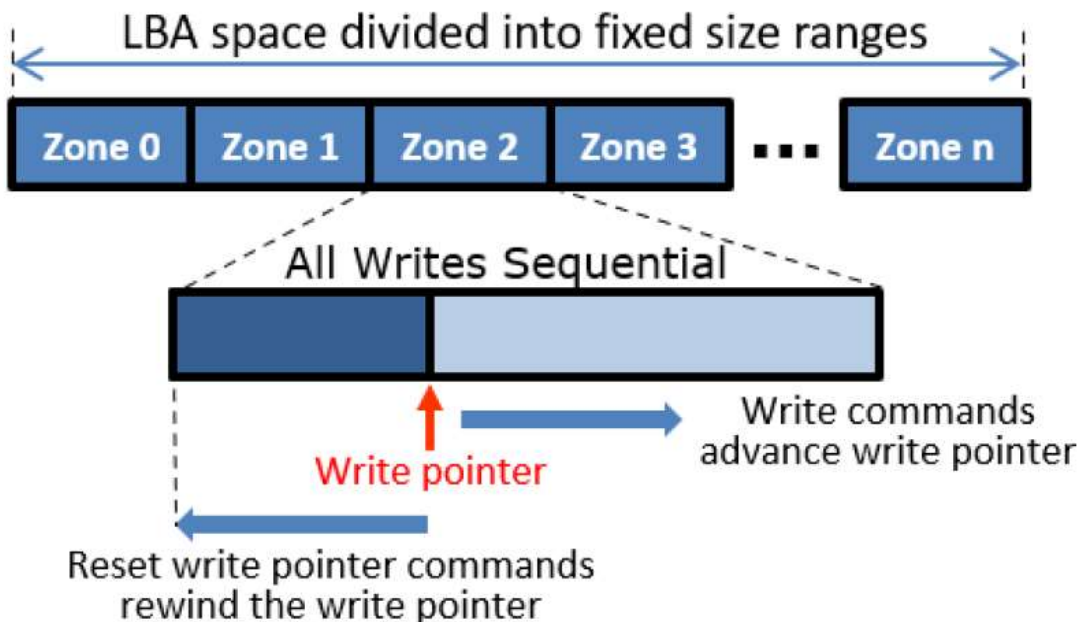 LBA space divided into fixed size ranges
Zone 0 Zone 1 Zone 2 Zone 3 ... Zone n
All Writes Sequential
Write commands
advance write pointer
Write pointer
Reset write pointer commands
rewind the write pointer